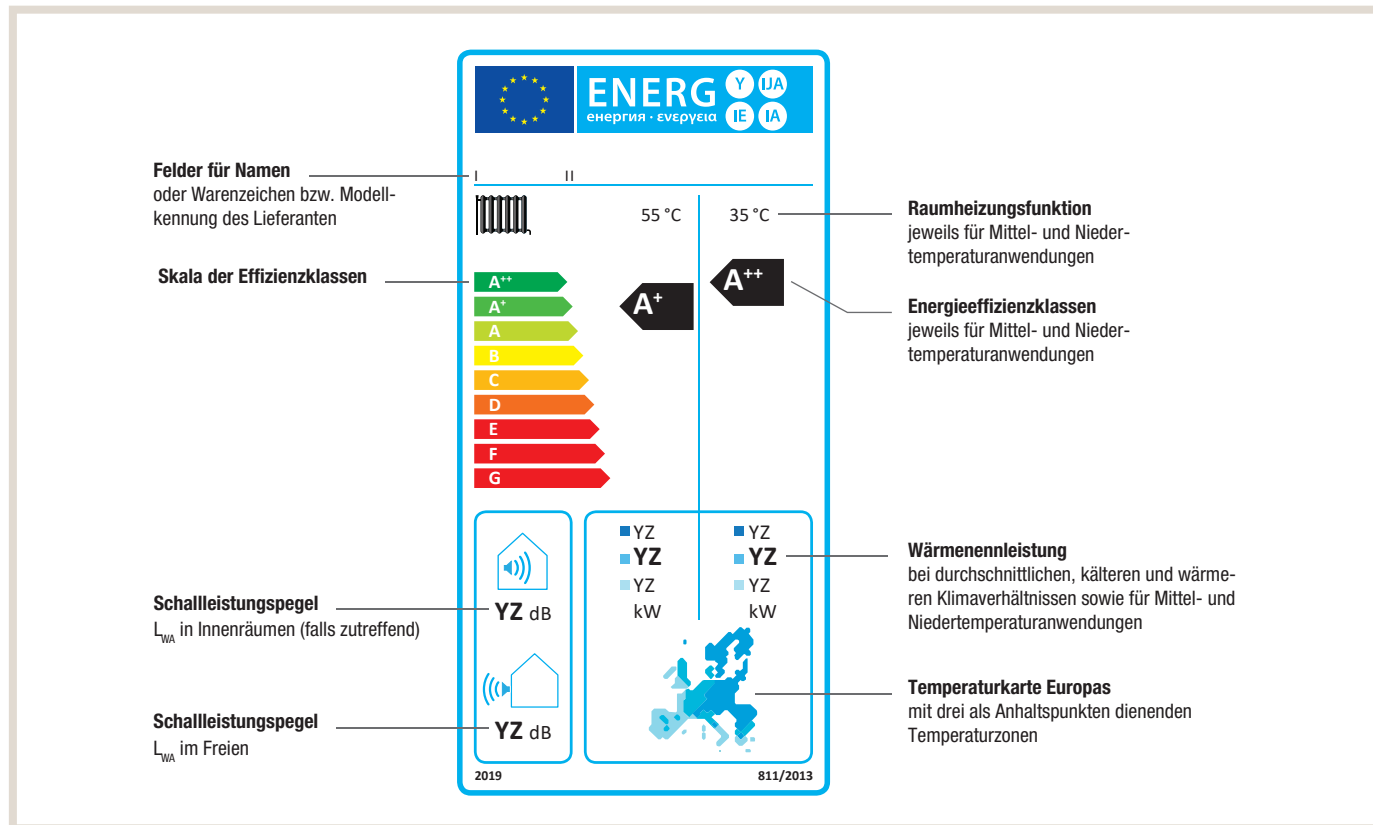 ENERG Y IJA
енергия · ενεργεια IE IA
Felder für Namen
oder Warenzeichen bzw. Modell-
kennung des Lieferanten
I II
55 °C 35 °C
Raumheizungsfunktion
jeweils für Mittel- und Nieder-
temperaturanwendungen
Skala der Effizienzklassen
A++
A+
A
B
C
D
E
F
G
A+
A++
Energieeffizienzklassen
jeweils für Mittel- und Nieder-
temperaturanwendungen
Schallleistungspegel
LWA in Innenräumen (falls zutreffend)
YZ dB
Schallleistungspegel
LWA im Freien
YZ dB
YZ YZ
YZ YZ
YZ YZ
kW kW
Wärmenennleistung
bei durchschnittlichen, kälteren und wärme-
ren Klimaverhältnissen sowie für Mittel- und
Niedertemperaturanwendungen
Temperaturkarte Europas
mit drei als Anhaltspunkten dienenden
Temperaturzonen
2019 811/2013